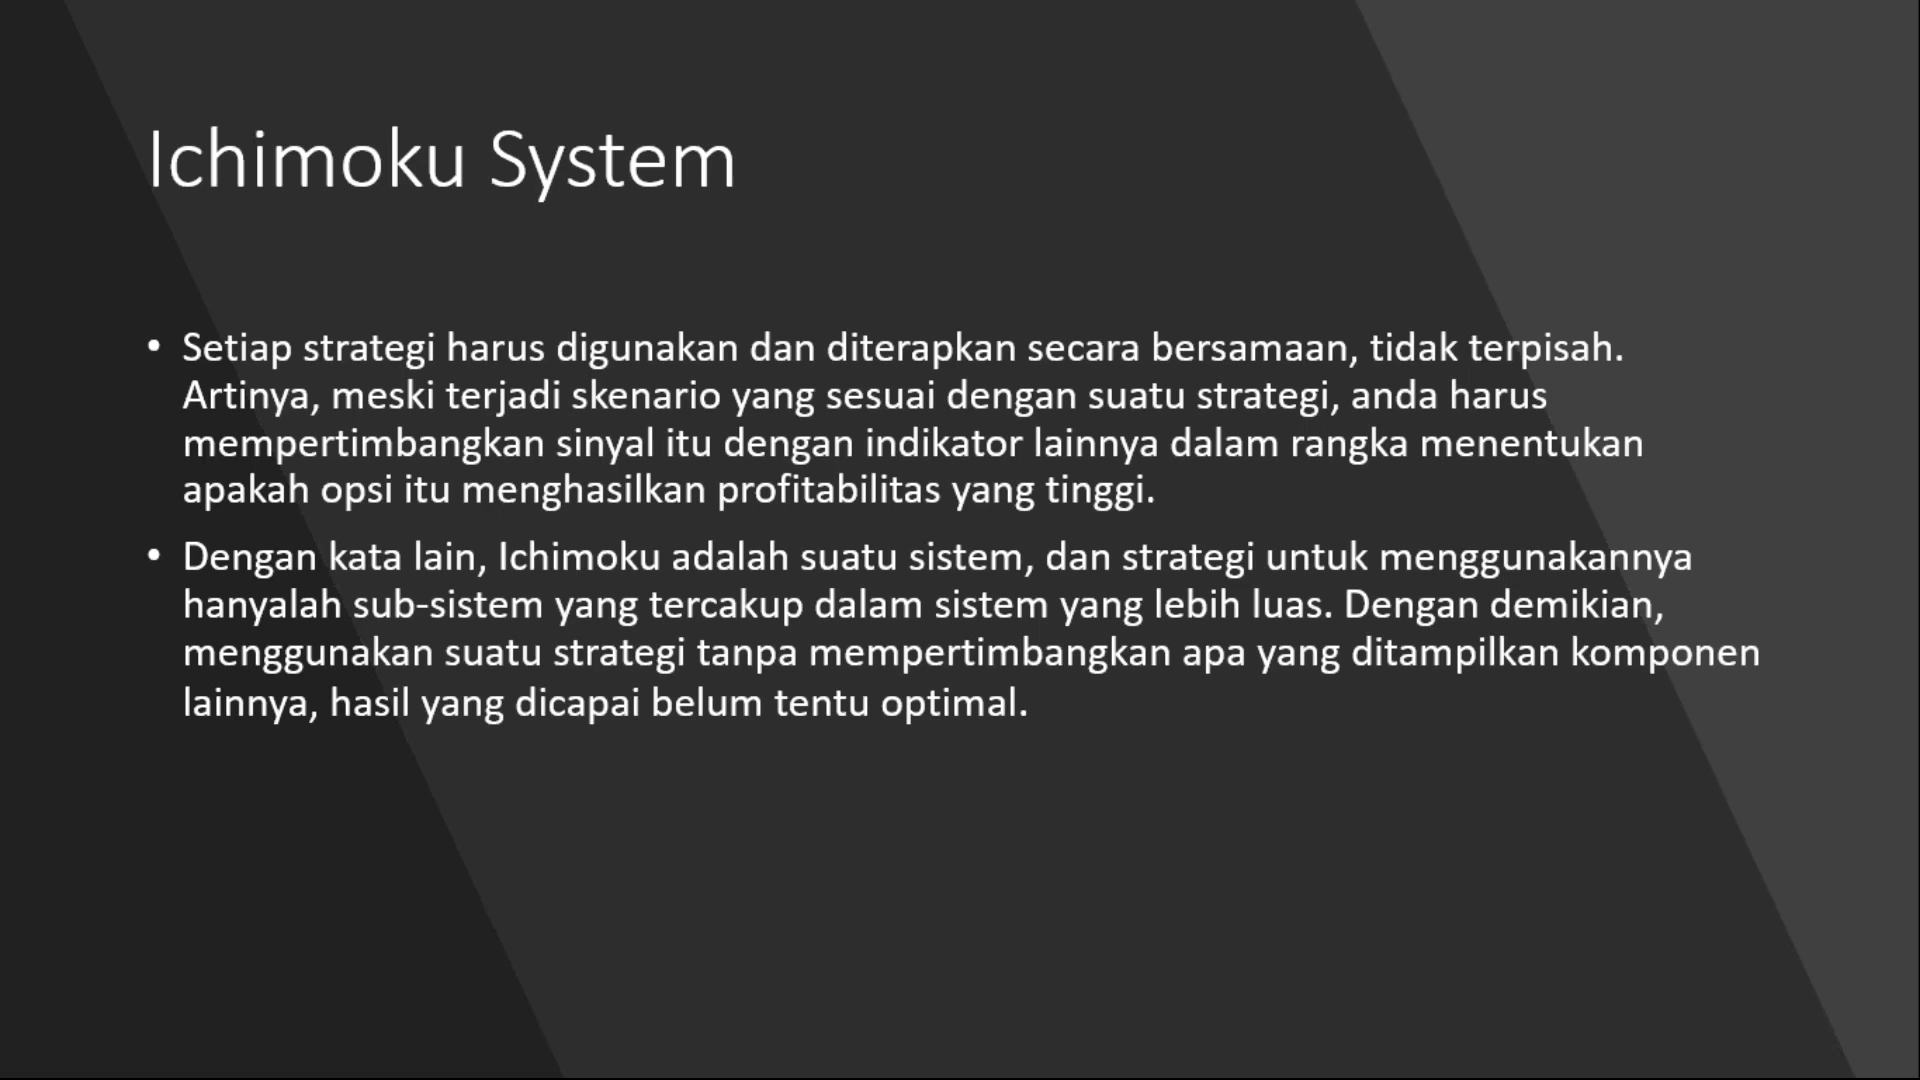 Ichimoku System
• Setiap strategi harus digunakan dan diterapkan secara bersamaan, tidak terpisah.
Artinya, meski terjadi skenario yang sesuai dengan suatu strategi, anda harus
mempertimbangkan sinyal itu dengan indikator lainnya dalam rangka menentukan
apakah opsi itu menghasilkan profitabilitas yang tinggi.
• Dengan kata lain, Ichimoku adalah suatu sistem, dan strategi untuk menggunakannya
hanyalah sub-sistem yang tercakup dalam sistem yang lebih luas. Dengan demikian,
menggunakan suatu strategi tanpa mempertimbangkan apa yang ditampilkan komponen
lainnya, hasil yang dicapai belum tentu optimal.